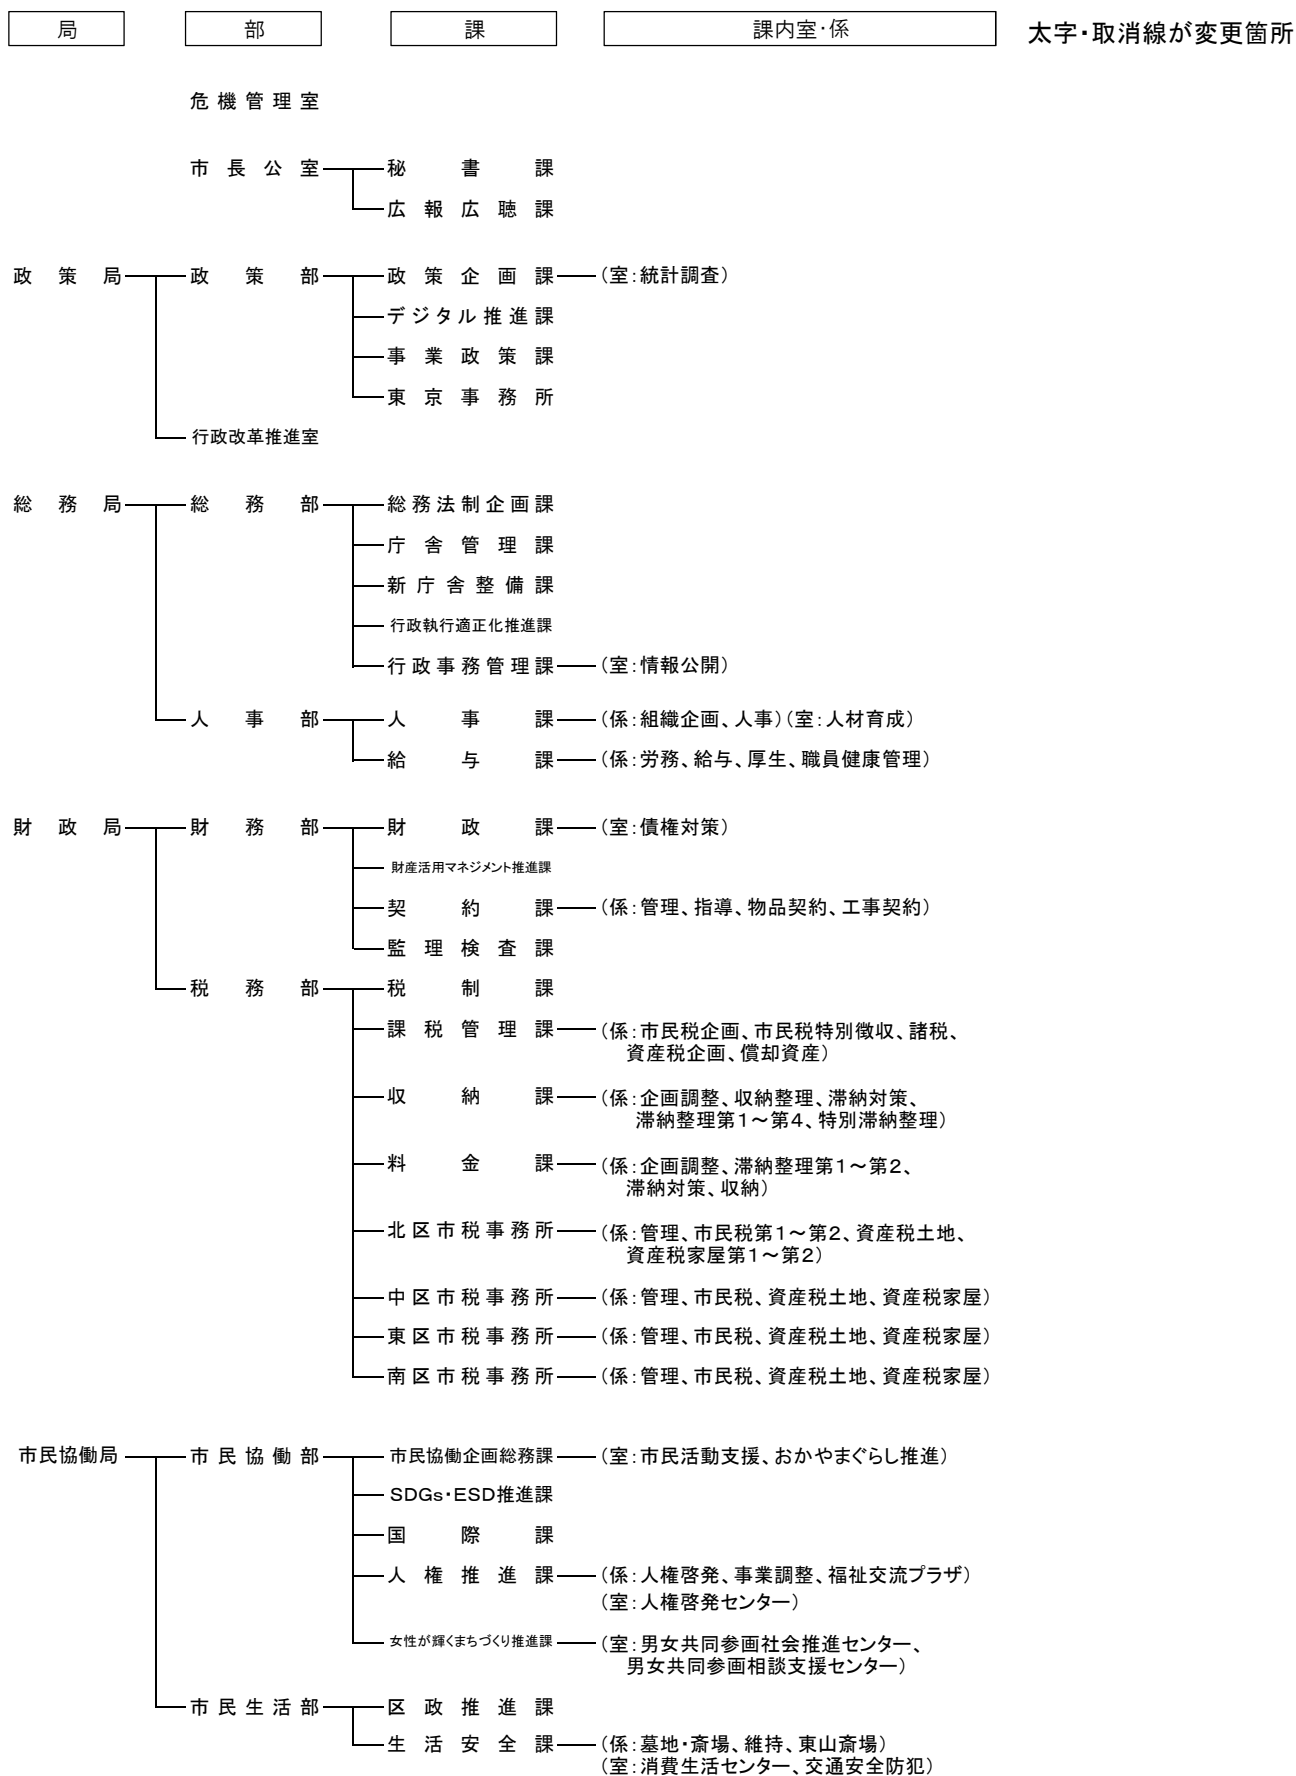 局 部 課 課内室・係 太字・取消線が変更箇所
危機管理室
市長公室 秘書課
広報広聴課
政策局 政策部 政策企画課 （室：統計調査）
デジタル推進課
事業政策課
東京事務所
行政改革推進室
総務局 総務部 総務法制企画課
庁舎管理課
新庁舎整備課
行政執行適正化推進課
行政事務管理課 （室：情報公開）
人事部 人事課 （係：組織企画、人事）（室：人材育成）
給与課 （係：労務、給与、厚生、職員健康管理）
財政局 財務部 財政課 （室：債権対策）
財産活用マネジメント推進課
契約課 （係：管理、指導、物品契約、工事契約）
監理検査課
税務部 税制課
課税管理課 （係：市民税企画、市民税特別徴収、諸税、
資産税企画、償却資産）
収納課 （係：企画調整、収納整理、滞納対策、
滞納整理第１～第４、特別滞納整理）
料金課 （係：企画調整、滞納整理第１～第２、
滞納対策、収納）
北区市税事務所 （係：管理、市民税第１～第２、資産税土地、
資産税家屋第１～第２）
中区市税事務所 （係：管理、市民税、資産税土地、資産税家屋）
東区市税事務所 （係：管理、市民税、資産税土地、資産税家屋）
南区市税事務所 （係：管理、市民税、資産税土地、資産税家屋）
市民協働局 市民協働部 市民協働企画総務課 （室：市民活動支援、おかやまぐらし推進）
SDGs・ESD推進課
国際課
人権推進課 （係：人権啓発、事業調整、福祉交流プラザ）
（室：人権啓発センター）
女性が輝くまちづくり推進課 （室：男女共同参画社会推進センター、
男女共同参画相談支援センター）
市民生活部 区政推進課
生活安全課 （係：墓地・斎場、維持、東山斎場）
（室：消費生活センター、交通安全防犯）